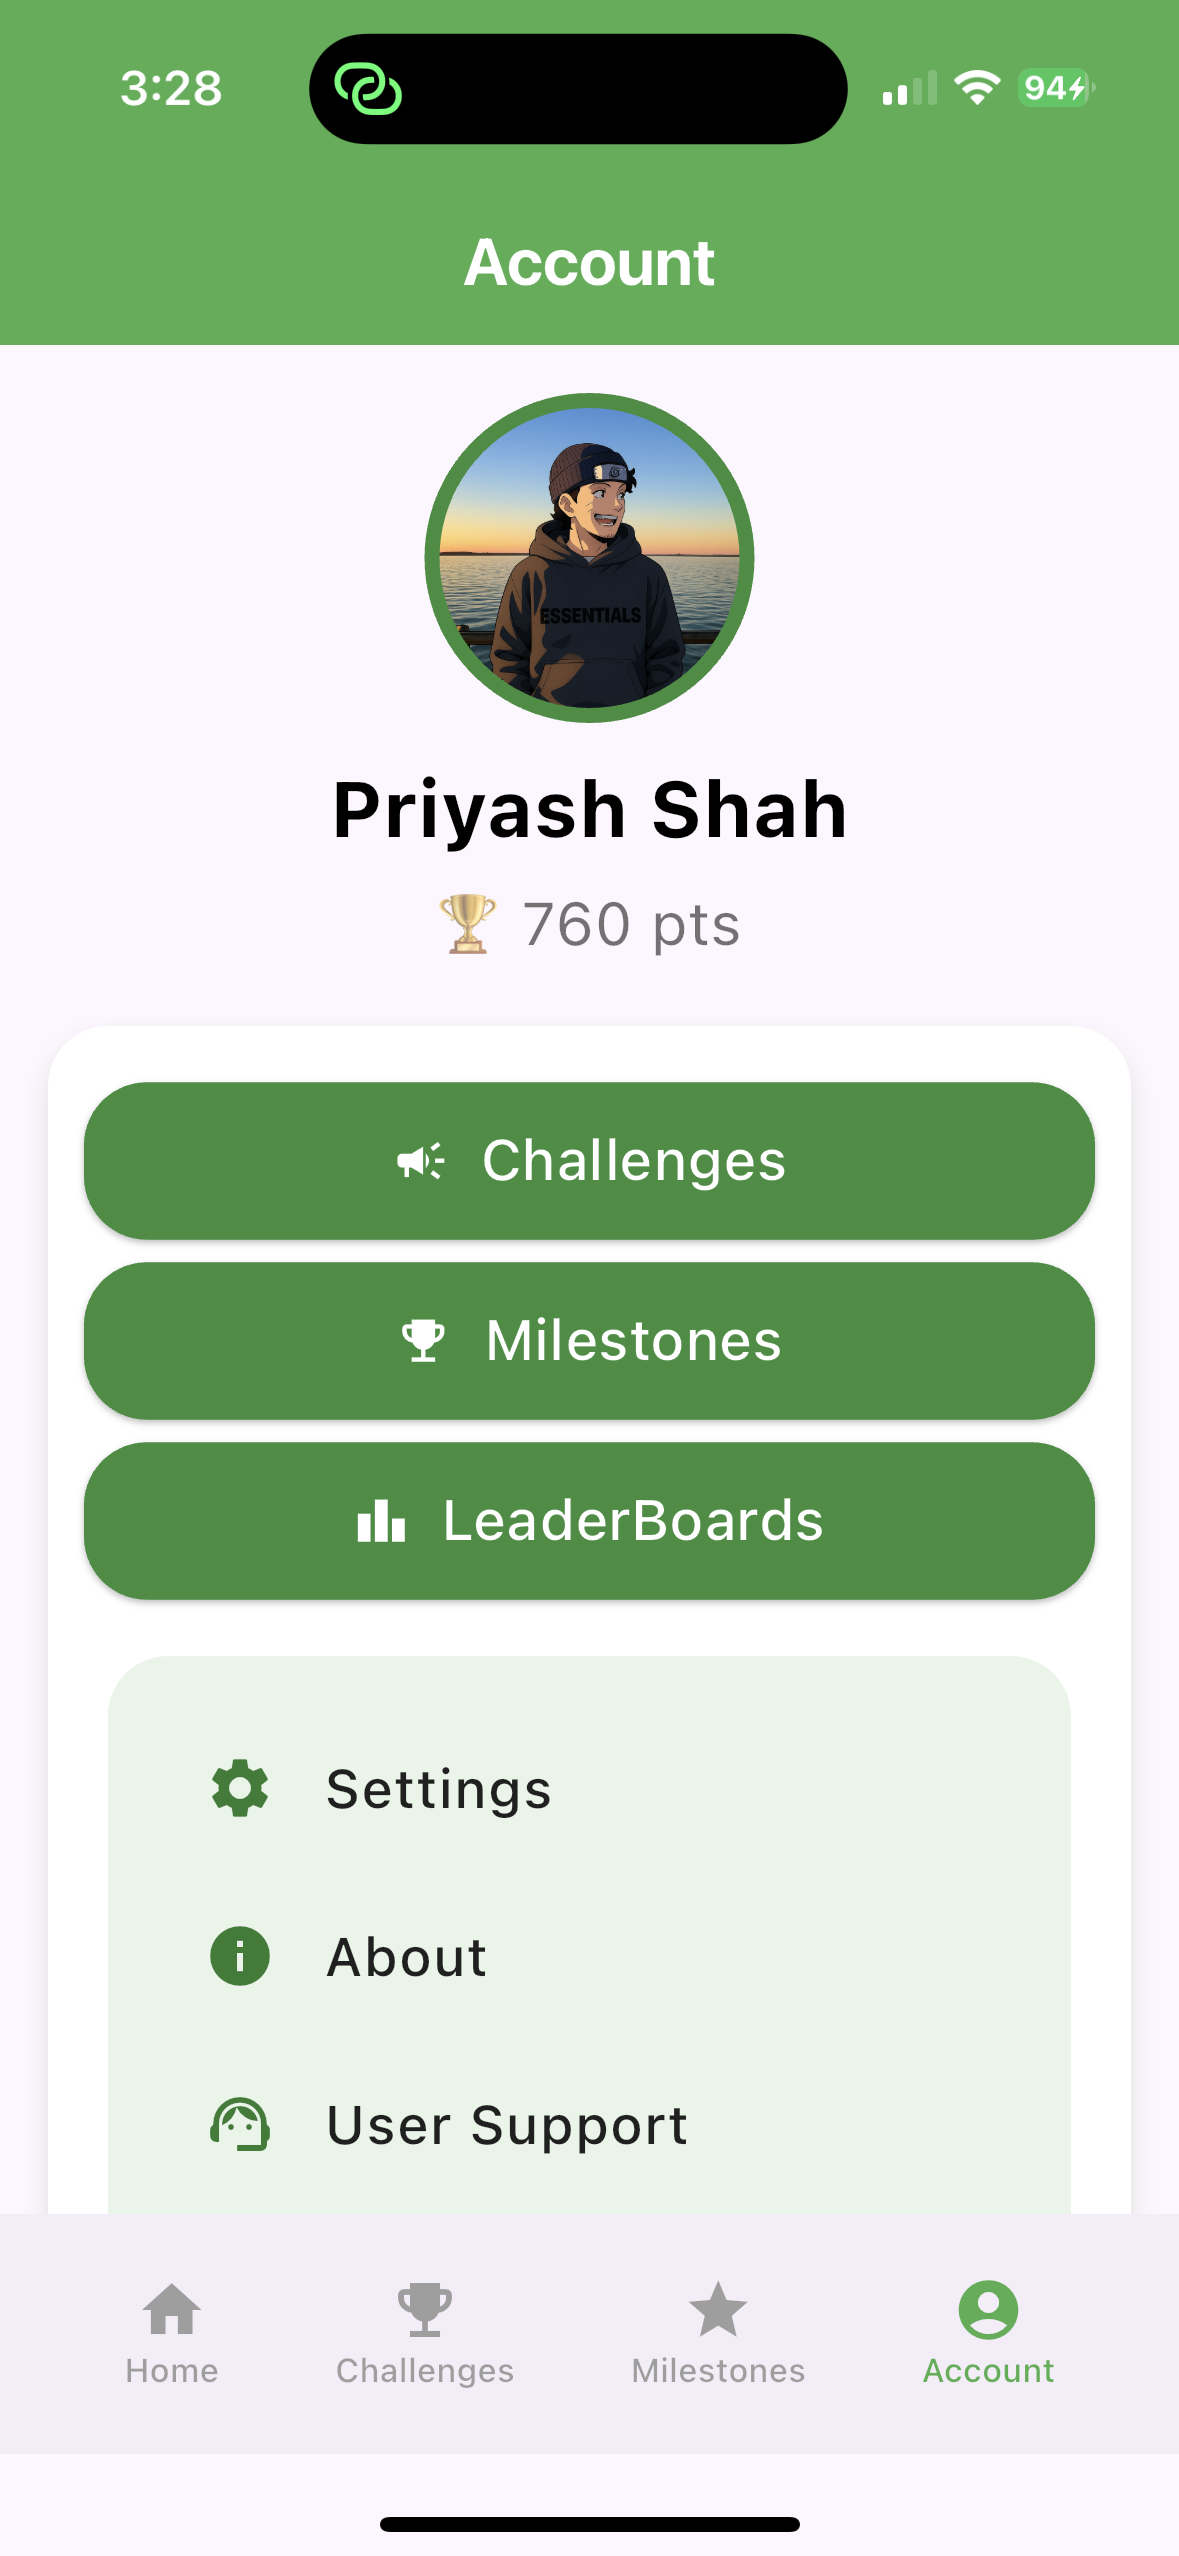 3:28
94
Account
ESSENTIALS
Priyash Shah
🏆 760 pts
Challenges
Milestones
LeaderBoards
Settings
About
User Support
Home Challenges Milestones Account